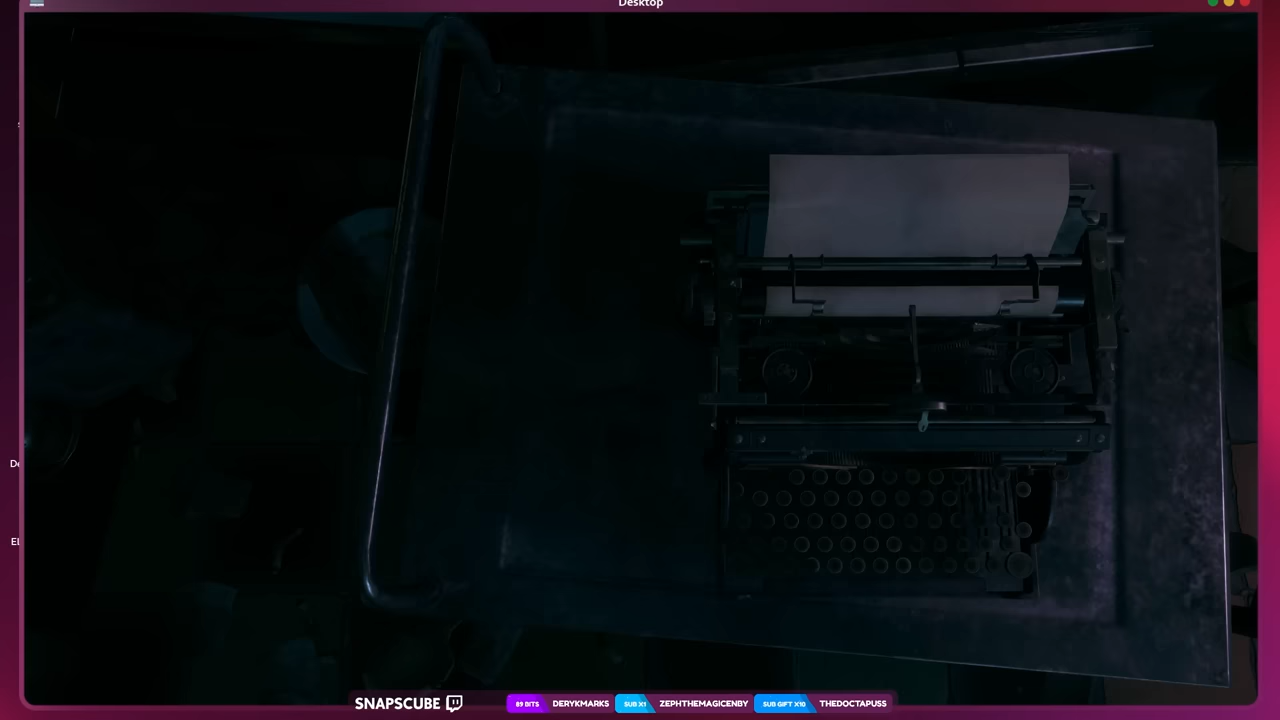 Desktop
SNAPSCUBE 89 BITS DERYKMARKS SUB X1 ZEPHTHEMAGICENBY SUB GIFT X10 THEDOCTAPUSS